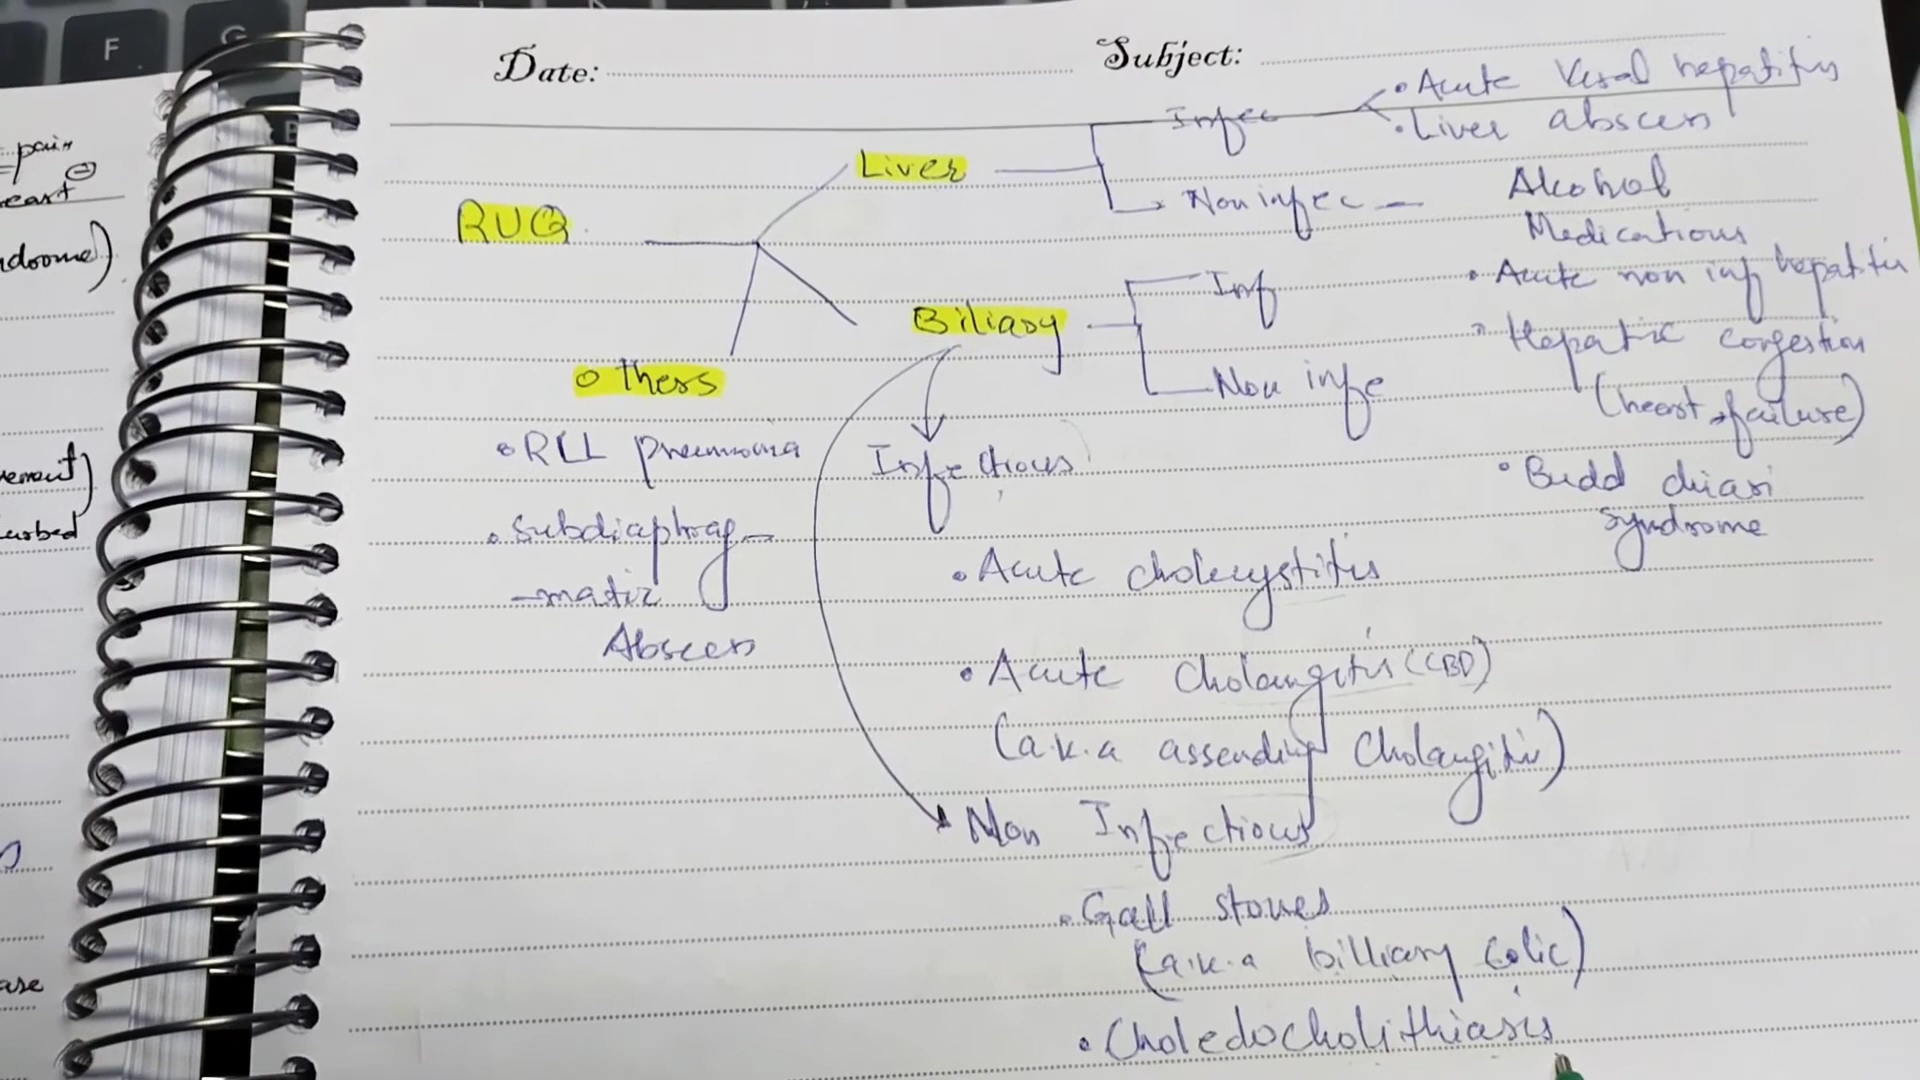 F
G
B
pain
Date:
Subject:
RUQ
Liver
Infec
• Acute Viral hepatitis
• Liver abscess
Non infec
Alcohol
Medications
• Acute non inf hepatitis
• Hepatic congestion
(heart failure)
• Budd chiari
syndrome
Biliary
Inf
Non infe
Others
• RLL pneumonia
• Subdiaphrag-
-matic
Abscess
Infectious
• Acute cholecystitis
• Acute cholangitis (CBD)
(a.k.a assending Cholangitis)
Non Infectious
• Gall stones
(a.k.a billiary colic)
• Choledocholithiasis